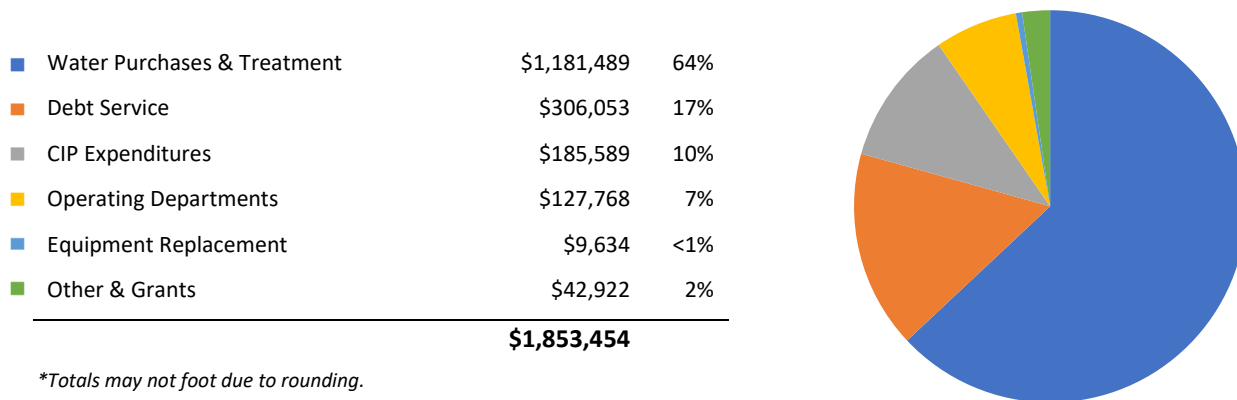 Water Purchases & Treatment $1,181,489 64%
Debt Service $306,053 17%
CIP Expenditures $185,589 10%
Operating Departments $127,768 7%
Equipment Replacement $9,634 <1%
Other & Grants $42,922 2%
$1,853,454
*Totals may not foot due to rounding.